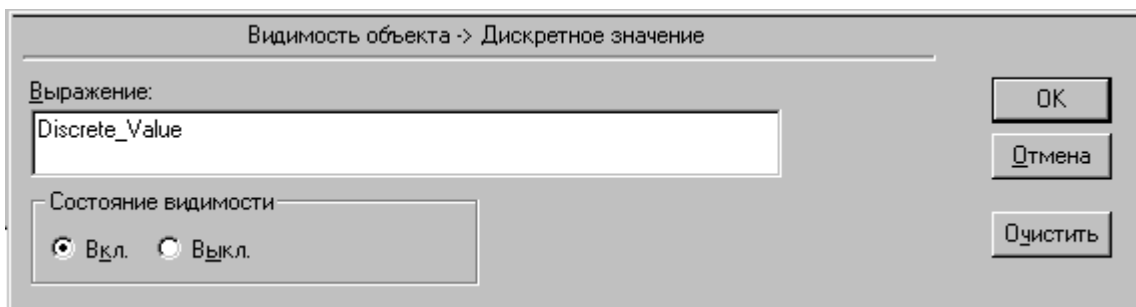 Видимость объекта -> Дискретное значение
Выражение:
Discrete_Value
Состояние видимости
Вкл. Выкл.
OK
Отмена
Очистить